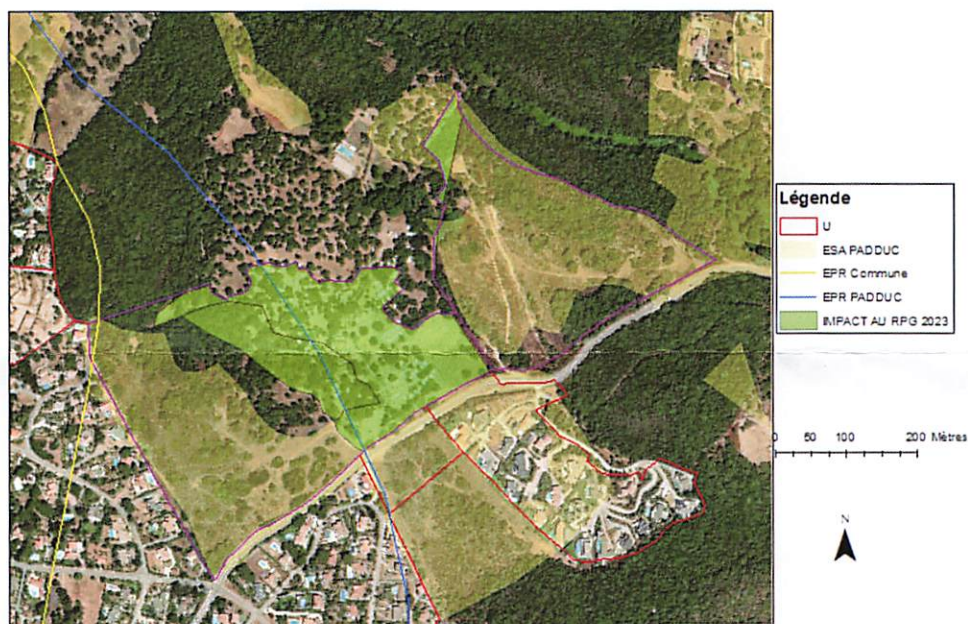 Légende
U
ESA PADDUC
EPR Commune
EPR PADDUC
IMPACT AU RPG 2023
0 50 100 200 Mètres
N